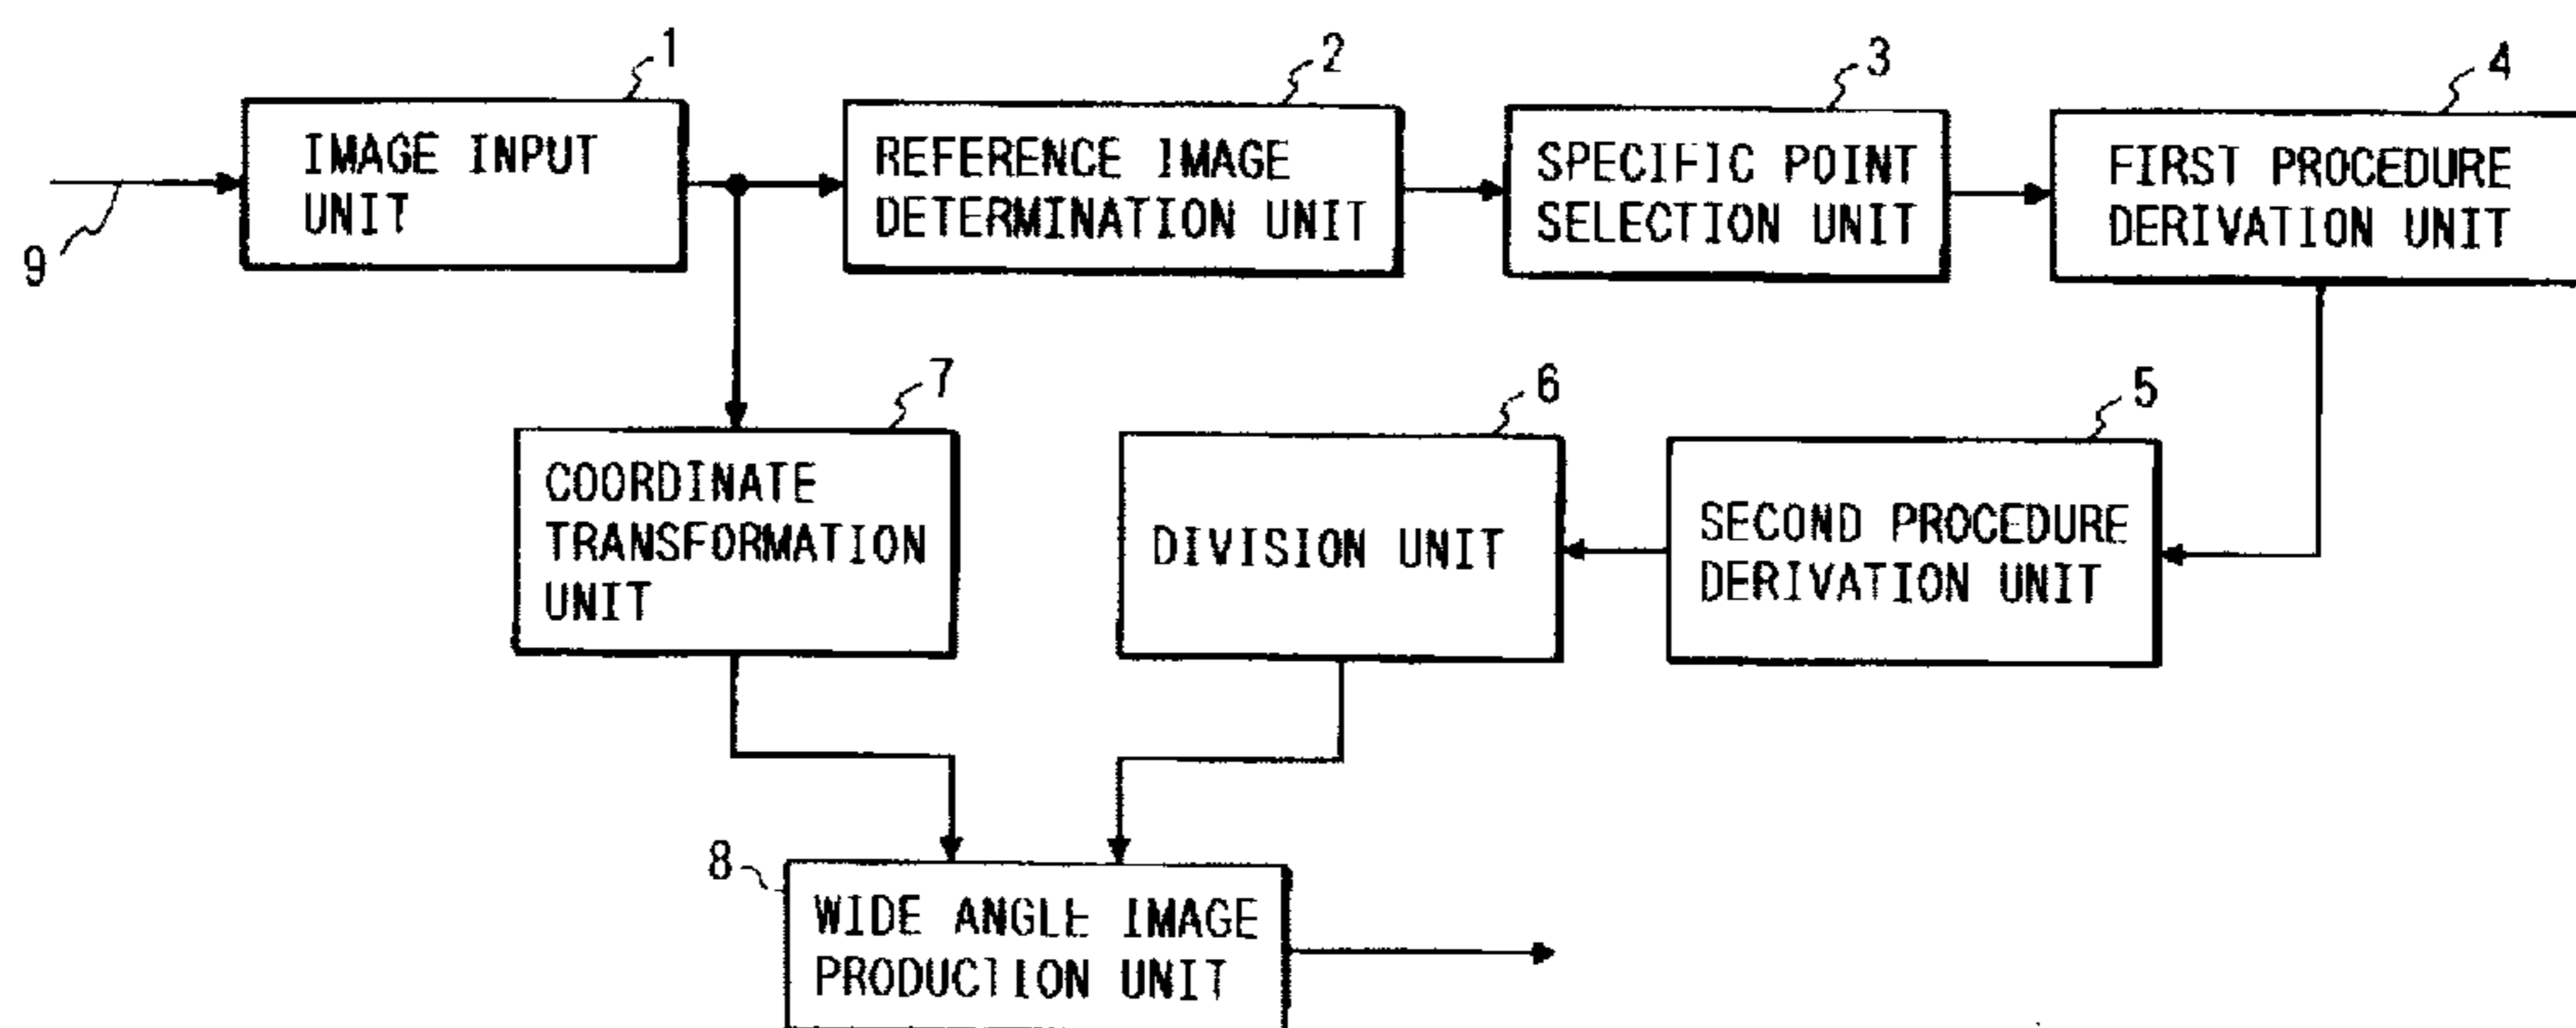 1
2
3
4
IMAGE INPUT
UNIT
REFERENCE IMAGE
DETERMINATION UNIT
SPECIFIC POINT
SELECTION UNIT
FIRST PROCEDURE
DERIVATION UNIT
9
7
6
5
COORDINATE
TRANSFORMATION
UNIT
DIVISION UNIT
SECOND PROCEDURE
DERIVATION UNIT
8
WIDE ANGLE IMAGE
PRODUCTION UNIT